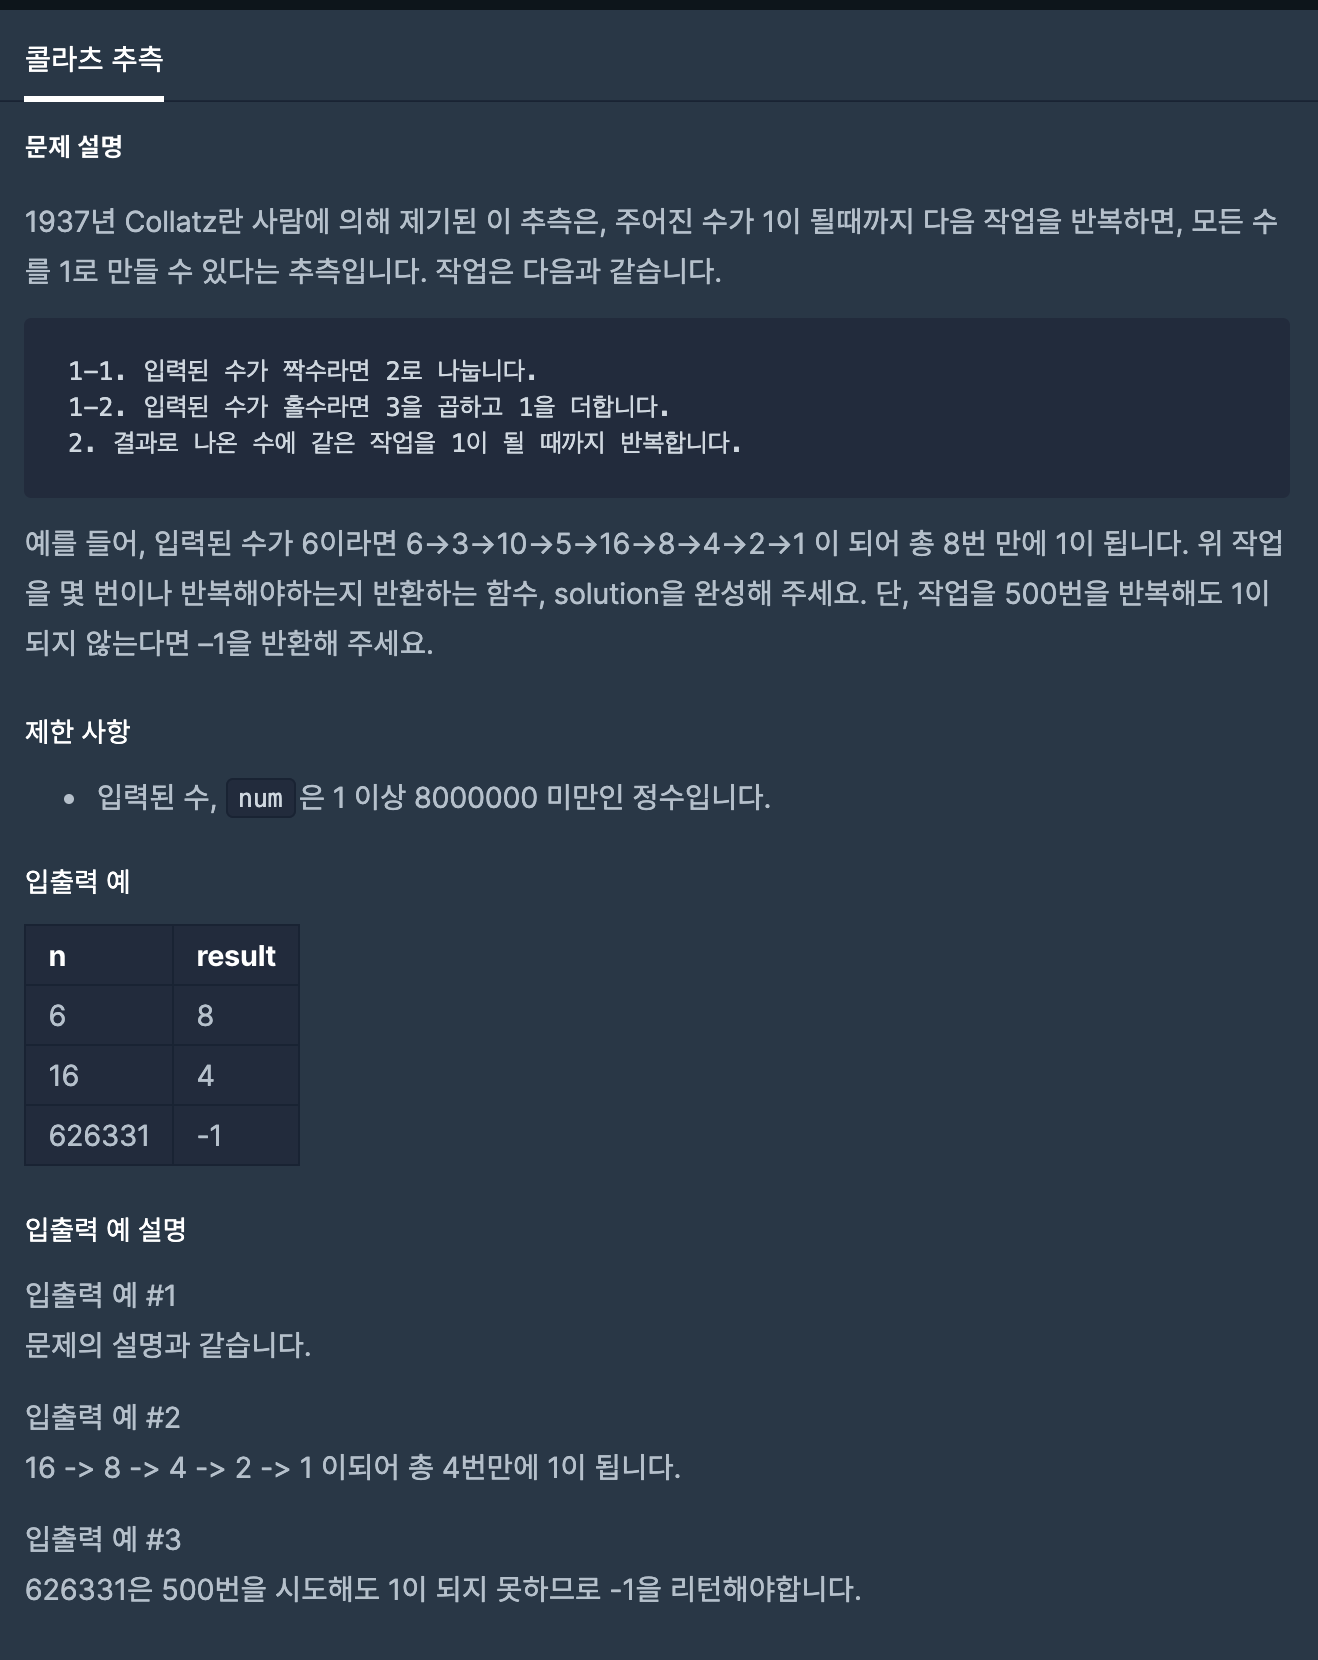 콜라츠 추측
문제 설명
1937년 Collatz란 사람에 의해 제기된 이 추측은, 주어진 수가 1이 될때까지 다음 작업을 반복하면, 모든 수
를 1로 만들 수 있다는 추측입니다. 작업은 다음과 같습니다.
1-1. 입력된 수가 짝수라면 2로 나눕니다.
1-2. 입력된 수가 홀수라면 3을 곱하고 1을 더합니다.
2. 결과로 나온 수에 같은 작업을 1이 될 때까지 반복합니다.
예를 들어, 입력된 수가 6이라면 6→3→10→5→16→8→4→2→1 이 되어 총 8번 만에 1이 됩니다. 위 작업
을 몇 번이나 반복해야하는지 반환하는 함수, solution을 완성해 주세요. 단, 작업을 500번을 반복해도 1이
되지 않는다면 –1을 반환해 주세요.
제한 사항
• 입력된 수, num은 1 이상 8000000 미만인 정수입니다.
입출력 예
n result
6 8
16 4
626331 -1
입출력 예 설명
입출력 예 #1
문제의 설명과 같습니다.
입출력 예 #2
16 -> 8 -> 4 -> 2 -> 1 이되어 총 4번만에 1이 됩니다.
입출력 예 #3
626331은 500번을 시도해도 1이 되지 못하므로 -1을 리턴해야합니다.